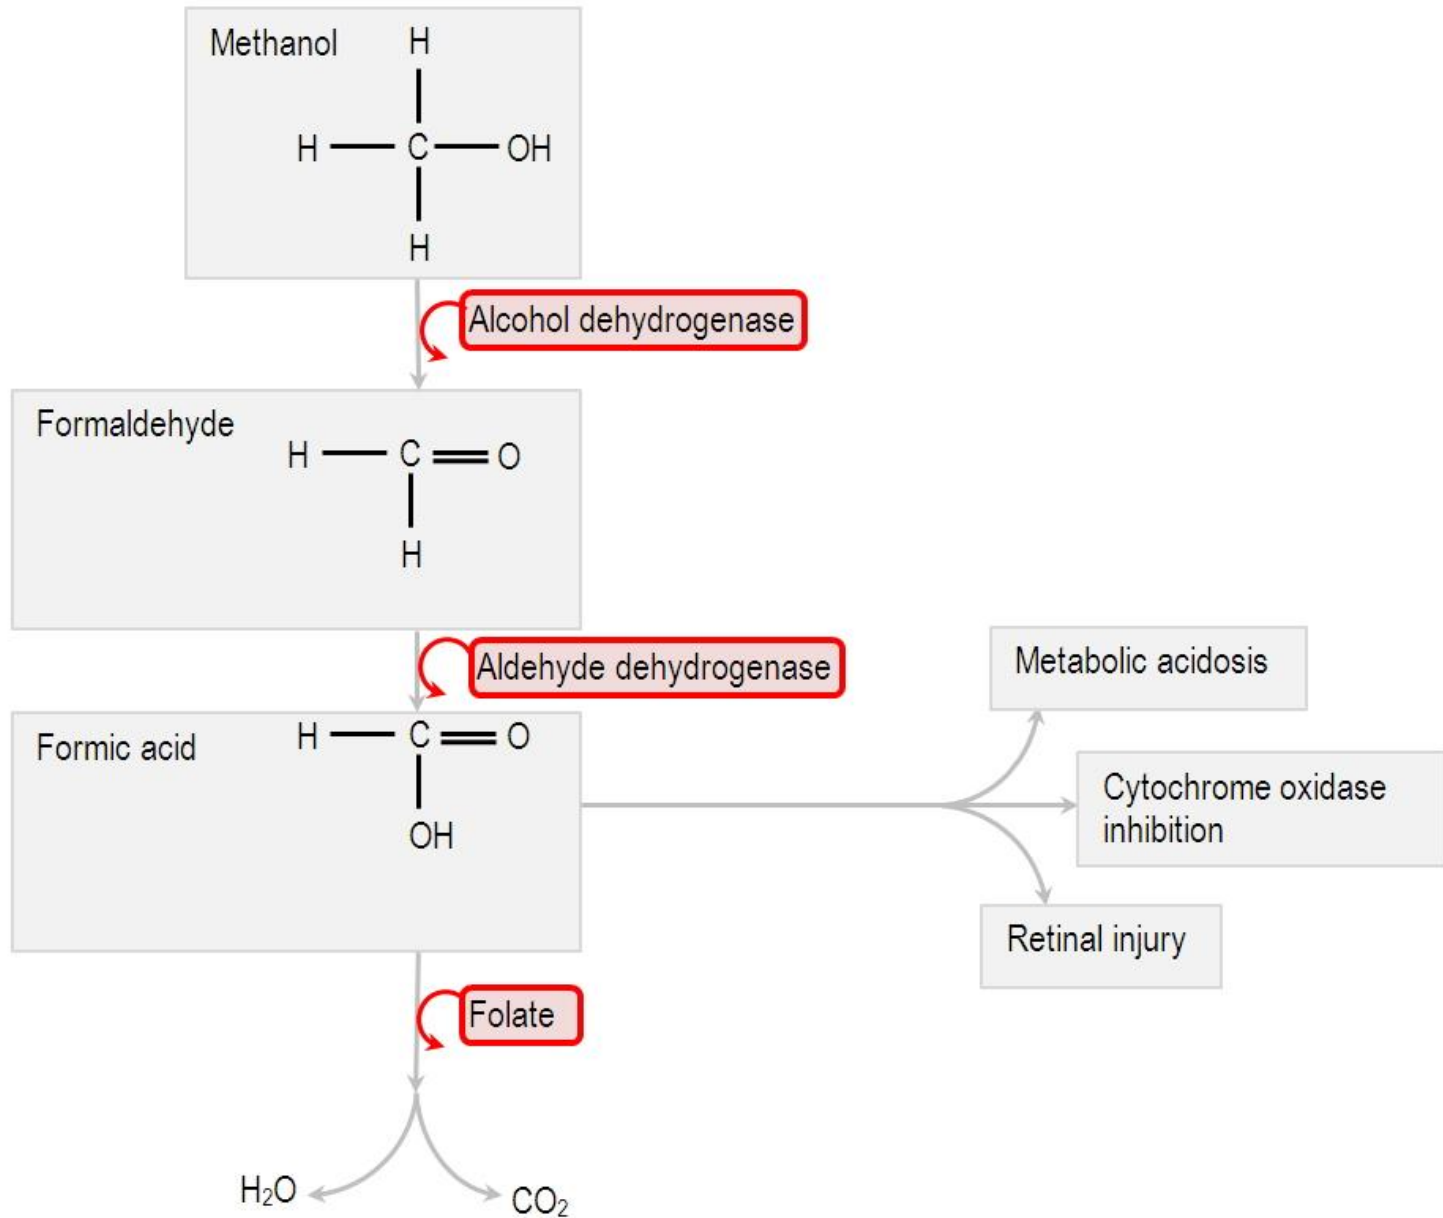 Methanol
H
H
C
OH
H
Alcohol dehydrogenase
Formaldehyde
H
C
O
H
Aldehyde dehydrogenase
Formic acid
H
C
O
OH
Metabolic acidosis
Cytochrome oxidase
inhibition
Retinal injury
Folate
H₂O
CO₂